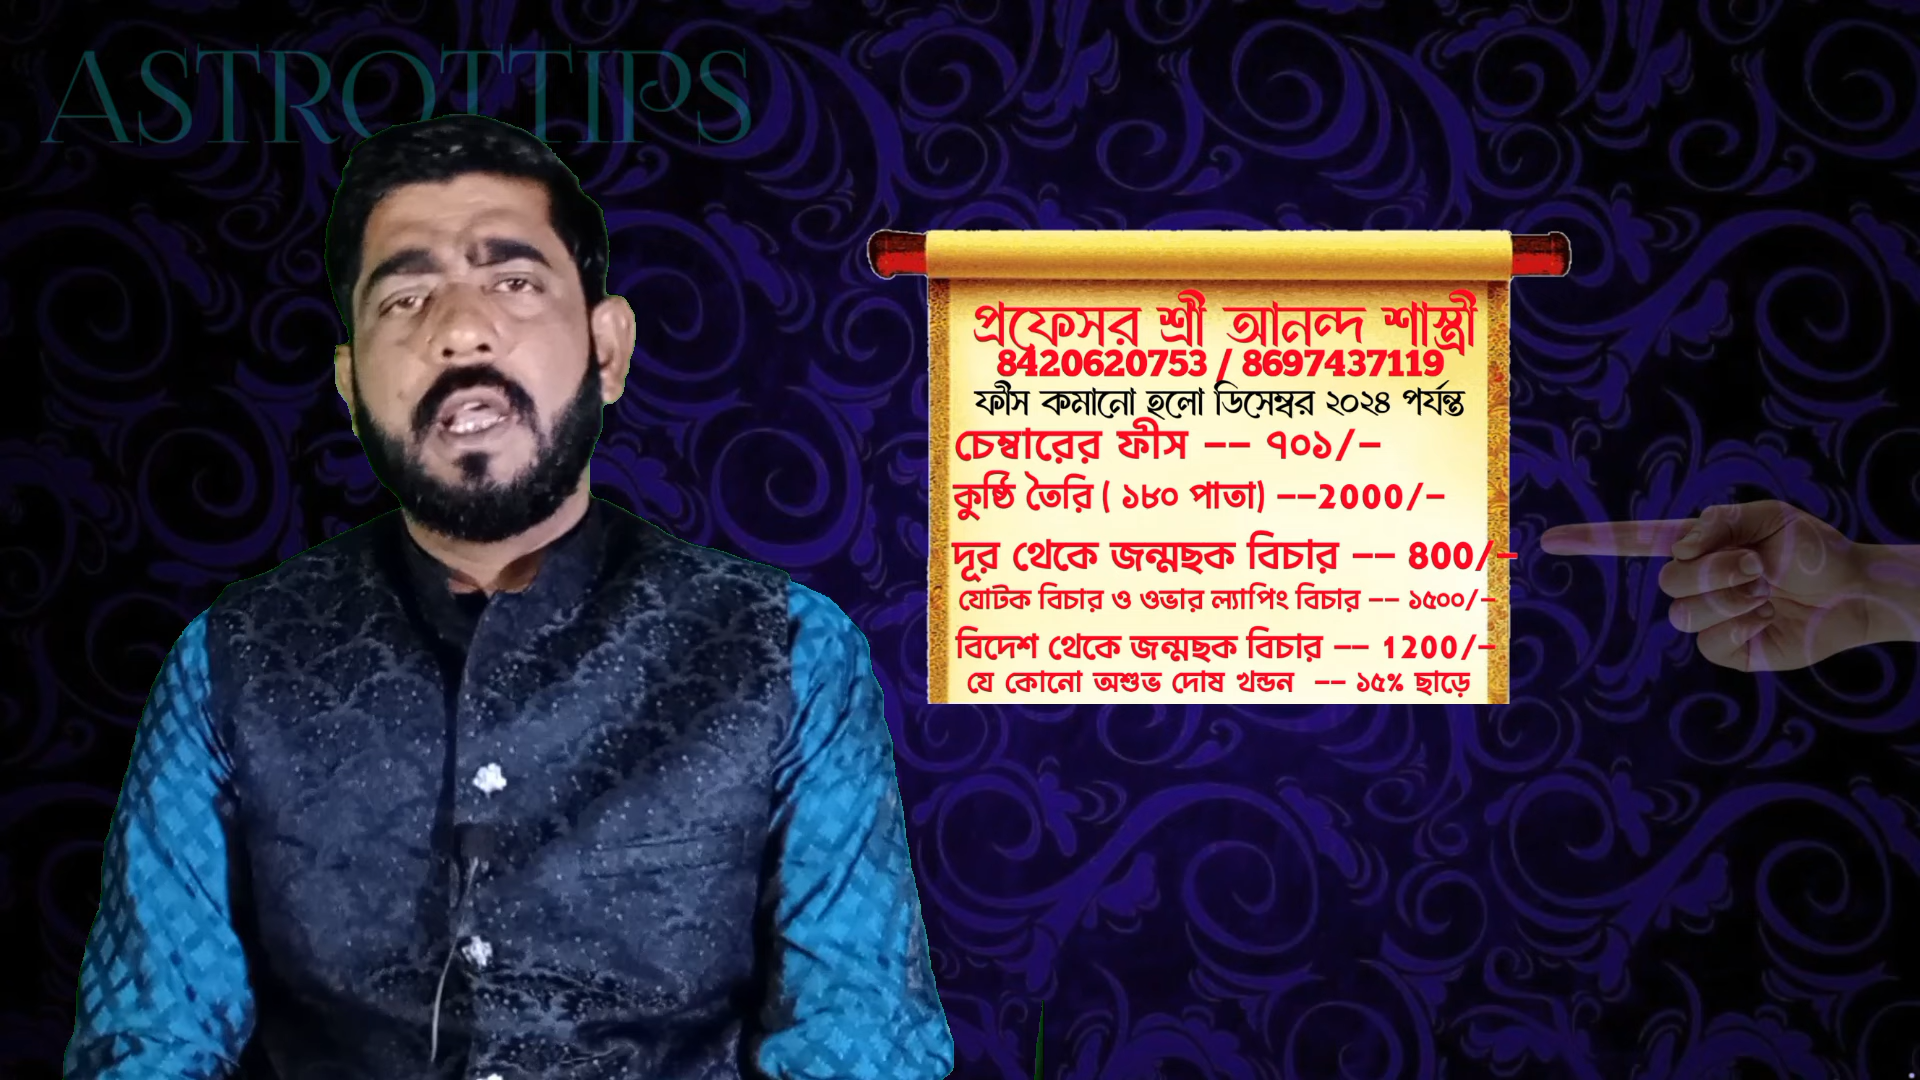 ASTROTTIPS
প্রফেসর শ্রী আনন্দ শাস্ত্রী
8420620753 / 8697437119
ফীস কমানো হলো ডিসেম্বর ২০২৪ পর্যন্ত
চেম্বারের ফীস -- ৭০১/-
কুষ্ঠি তৈরি ( ১৮০ পাতা) --2000/-
দূর থেকে জন্মছক বিচার -- 800/-
যোটক বিচার ও ওভার ল্যাপিং বিচার -- ১৫০০/-
বিদেশ থেকে জন্মছক বিচার -- 1200/-
যে কোনো অশুভ দোষ খন্ডন -- ১৫% ছাড়ে